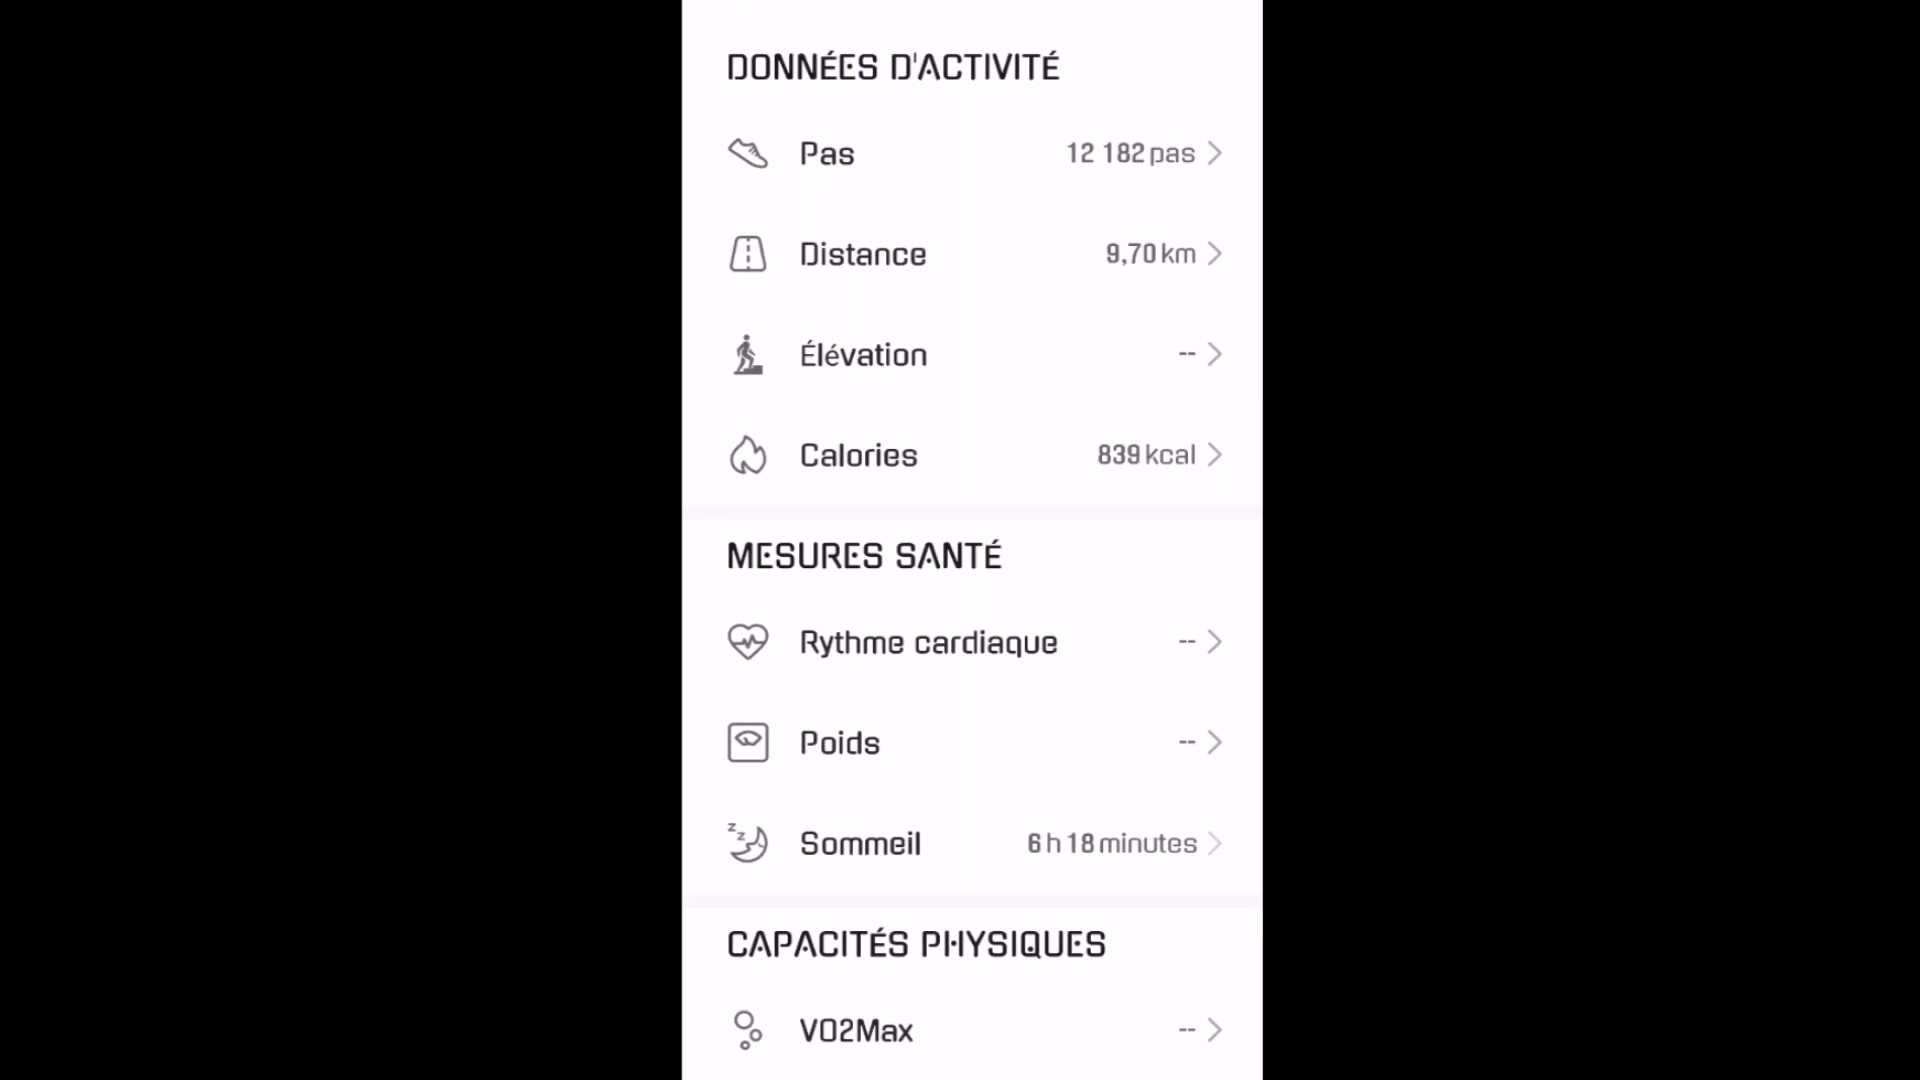 DONNÉES D'ACTIVITÉ
Pas 12 182 pas
Distance 9,70 km
Élévation --
Calories 839 kcal
MESURES SANTÉ
Rythme cardiaque --
Poids --
Sommeil 6 h 18 minutes
CAPACITÉS PHYSIQUES
VO2Max --